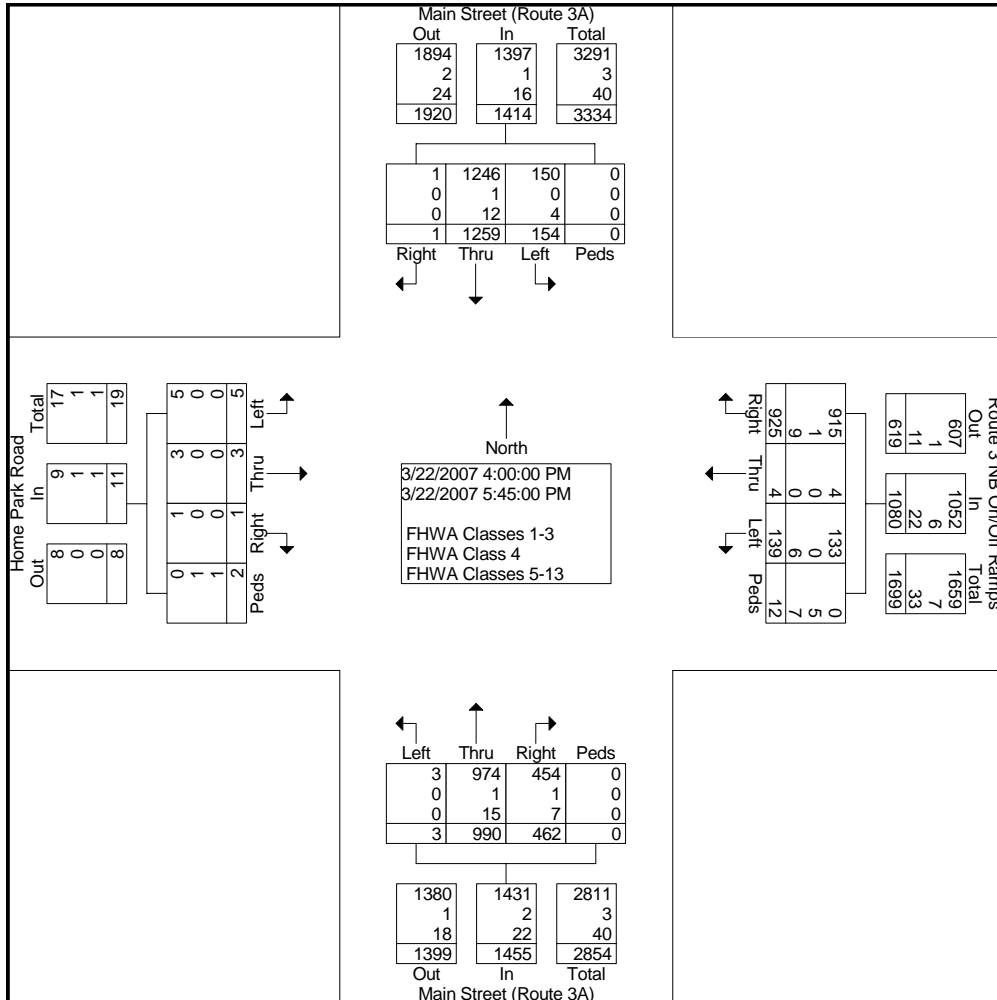 Main Street (Route 3A)
Out In Total
1894 1397 3291
2 1 3
24 16 40
1920 1414 3334
1 1246 150 0
0 1 0 0
0 12 4 0
1 1259 154 0
Right Thru Left Peds
Home Park Road
Total In Out
17 9 8
1 1 0
1 1 0
19 11 8
5 3 1 0
0 0 0 1
0 0 0 1
5 3 1 2
Left Thru Right Peds
North
3/22/2007 4:00:00 PM
3/22/2007 5:45:00 PM
FHWA Classes 1-3
FHWA Class 4
FHWA Classes 5-13
Right Thru Left Peds
915 4 133 0
1 0 0 5
9 0 6 7
925 4 139 12
Route 3 NB On/Off Ramps
Out In Total
607 1052 1659
1 6 7
11 22 33
619 1080 1699
Left Thru Right Peds
3 974 454 0
0 1 1 0
0 15 7 0
3 990 462 0
1380 1431 2811
1 2 3
18 22 40
1399 1455 2854
Out In Total
Main Street (Route 3A)